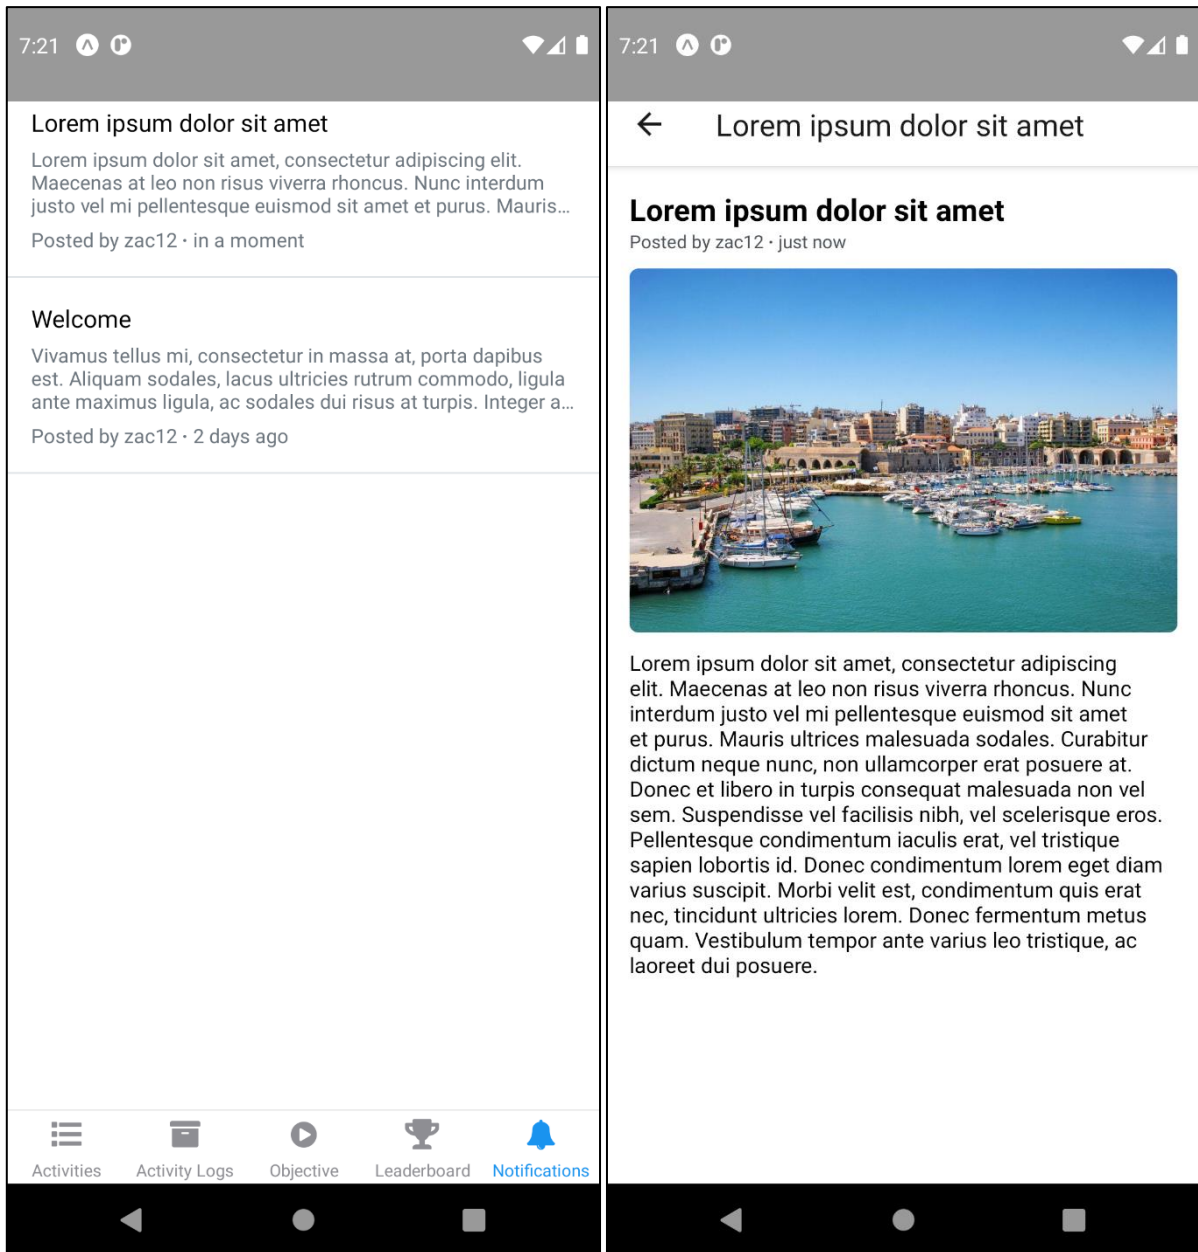 7:21
Lorem ipsum dolor sit amet
Lorem ipsum dolor sit amet, consectetur adipiscing elit.
Maecenas at leo non risus viverra rhoncus. Nunc interdum
justo vel mi pellentesque euismod sit amet et purus. Mauris...
Posted by zac12 · in a moment
Welcome
Vivamus tellus mi, consectetur in massa at, porta dapibus
est. Aliquam sodales, lacus ultricies rutrum commodo, ligula
ante maximus ligula, ac sodales dui risus at turpis. Integer a...
Posted by zac12 · 2 days ago
Activities
Activity Logs
Objective
Leaderboard
Notifications
7:21
Lorem ipsum dolor sit amet
Lorem ipsum dolor sit amet
Posted by zac12 · just now
Lorem ipsum dolor sit amet, consectetur adipiscing
elit. Maecenas at leo non risus viverra rhoncus. Nunc
interdum justo vel mi pellentesque euismod sit amet
et purus. Mauris ultrices malesuada sodales. Curabitur
dictum neque nunc, non ullamcorper erat posuere at.
Donec et libero in turpis consequat malesuada non vel
sem. Suspendisse vel facilisis nibh, vel scelerisque eros.
Pellentesque condimentum iaculis erat, vel tristique
sapien lobortis id. Donec condimentum lorem eget diam
varius suscipit. Morbi velit est, condimentum quis erat
nec, tincidunt ultricies lorem. Donec fermentum metus
quam. Vestibulum tempor ante varius leo tristique, ac
laoreet dui posuere.